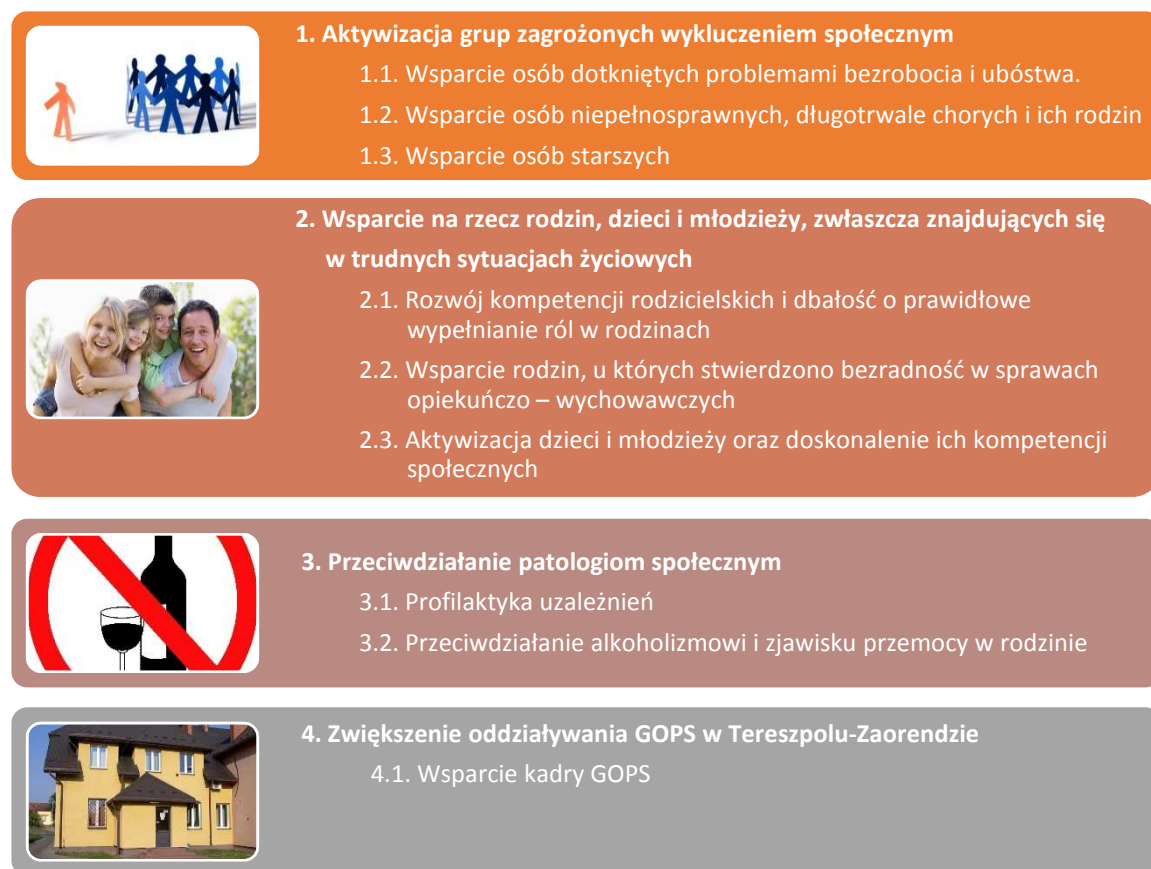 1. Aktywizacja grup zagrożonych wykluczeniem społecznym
1.1. Wsparcie osób dotkniętych problemami bezrobocia i ubóstwa.
1.2. Wsparcie osób niepełnosprawnych, długotrwale chorych i ich rodzin
1.3. Wsparcie osób starszych
2. Wsparcie na rzecz rodzin, dzieci i młodzieży, zwłaszcza znajdujących się
w trudnych sytuacjach życiowych
2.1. Rozwój kompetencji rodzicielskich i dbałość o prawidłowe
wypełnianie ról w rodzinach
2.2. Wsparcie rodzin, u których stwierdzono bezradność w sprawach
opiekuńczo – wychowawczych
2.3. Aktywizacja dzieci i młodzieży oraz doskonalenie ich kompetencji
społecznych
3. Przeciwdziałanie patologiom społecznym
3.1. Profilaktyka uzależnień
3.2. Przeciwdziałanie alkoholizmowi i zjawisku przemocy w rodzinie
4. Zwiększenie oddziaływania GOPS w Tereszpolu-Zaorendzie
4.1. Wsparcie kadry GOPS